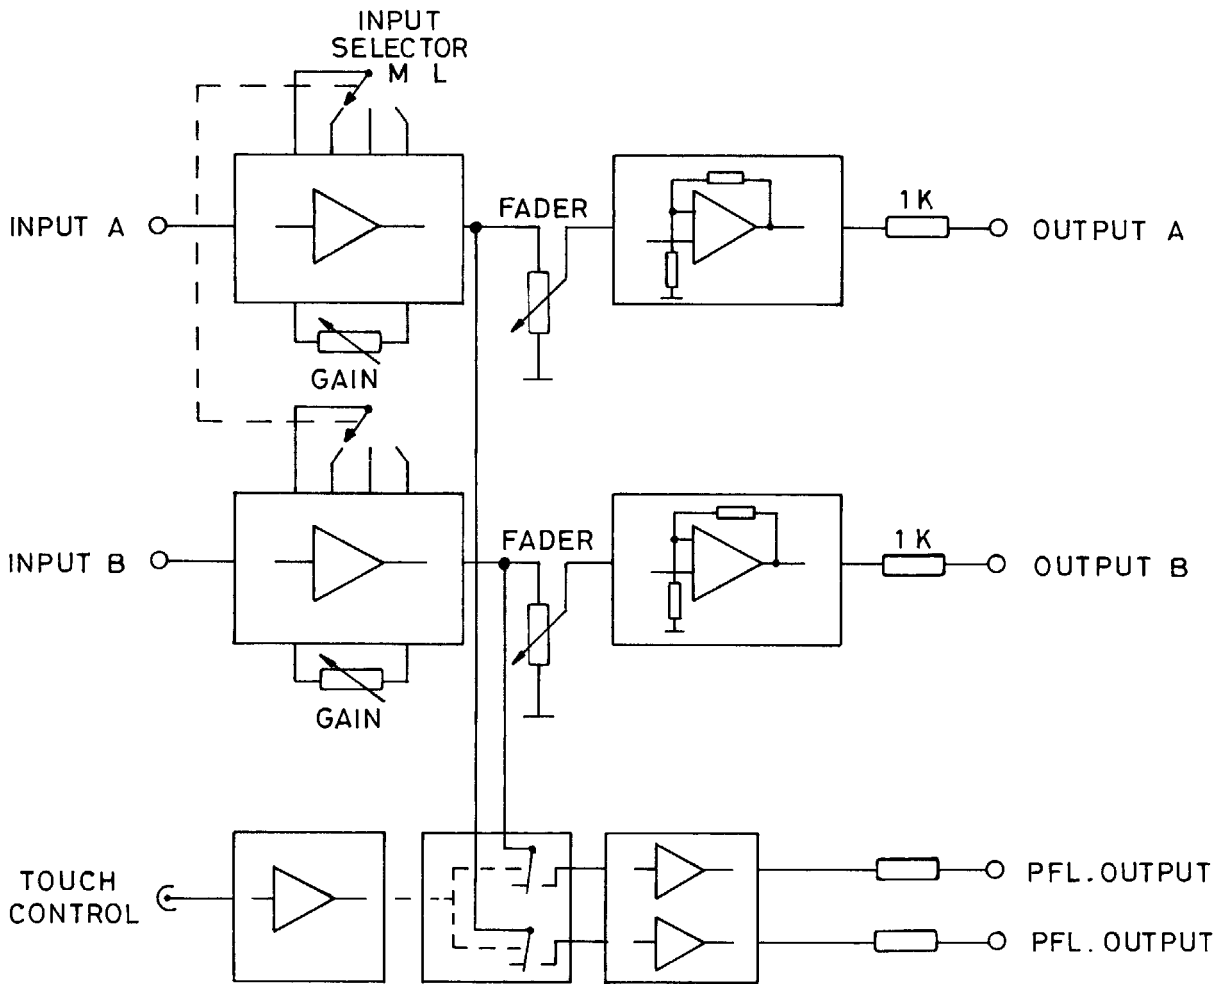 INPUT
SELECTOR
M L
INPUT A
FADER
1K
OUTPUT A
GAIN
INPUT B
FADER
1K
OUTPUT B
GAIN
TOUCH
CONTROL
PFL.OUTPUT
PFL.OUTPUT